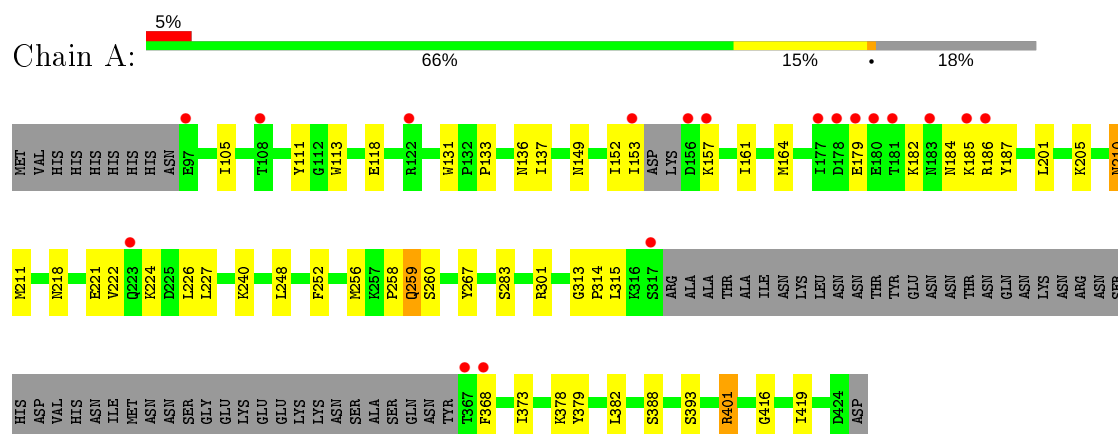 5%
Chain A:
66% 15% • 18%
MET VAL HIS HIS HIS HIS HIS HIS ASN E97 I105 T108 Y111 G112 W113 E118 R122 W131 P132 P133 N136 I137 N149 I152 I153 ASP LYS D156 K157 I161 M164 I177 D178 E179 E180 T181 K182 N183 N184 K185 R186 Y187 L201 K205 N210
M211 N218 E221 V222 Q223 K224 D225 L226 L227 K240 L248 F252 M256 K257 P258 Q259 S260 Y267 S283 R301 G313 P314 L315 K316 S317 ARG ALA ALA THR ALA ILE ASN LYS LEU ASN ASN THR TYR GLU ASN ASN THR ASN GLN ASN LYS ASN ARG ASN SER
HIS ASP VAL HIS ASN ILE MET ASN ASN SER GLY GLU LYS GLU GLU LYS LYS ASN SER ALA SER GLN ASN TYR T367 F368 I373 K378 Y379 L382 S388 S393 R401 G416 I419 D424 ASP